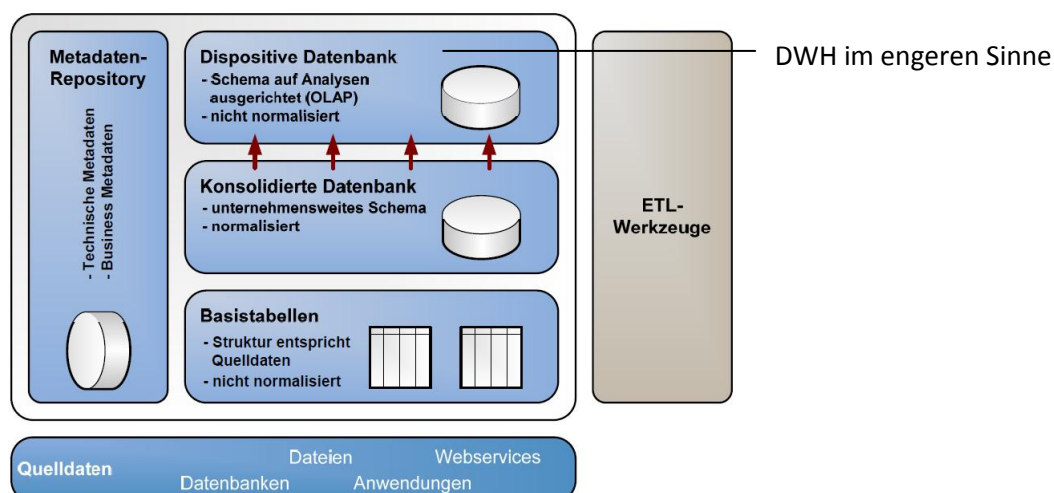 Metadaten-
Repository
- Technische Metadaten
- Business Metadaten
Dispositive Datenbank
- Schema auf Analysen
ausgerichtet (OLAP)
- nicht normalisiert
Konsolidierte Datenbank
- unternehmensweites Schema
- normalisiert
Basistabellen
- Struktur entspricht
Quelldaten
- nicht normalisiert
ETL-
Werkzeuge
DWH im engeren Sinne
Quelldaten
Dateien
Webservices
Datenbanken
Anwendungen